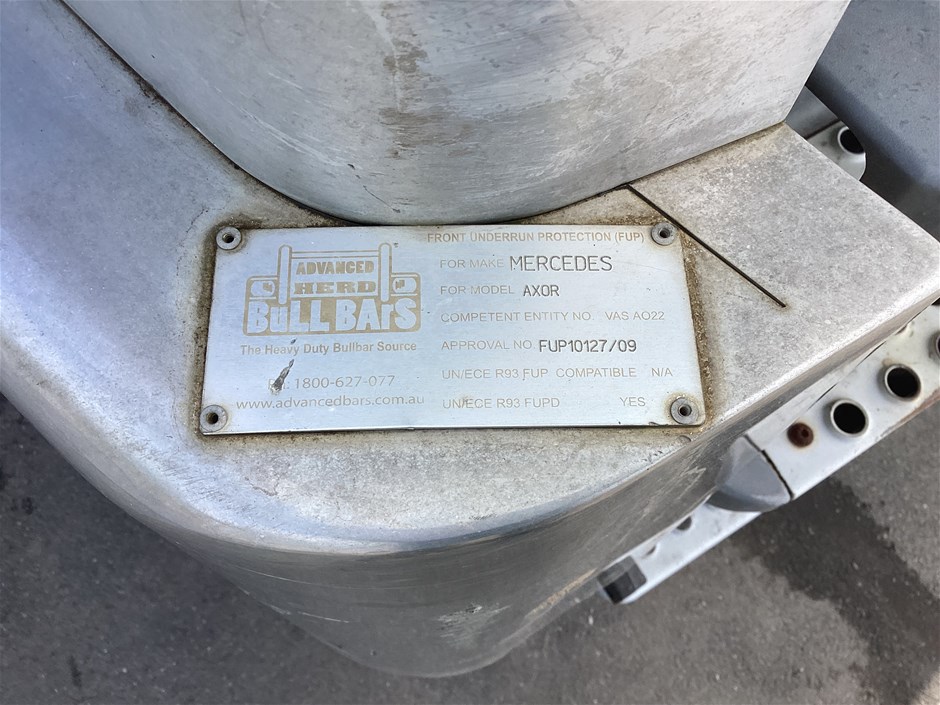 ADVANCED
HERD
BULLBArS
The Heavy Duty Bullbar Source
1800-627-077
www.advancedbars.com.au
FRONT UNDERRUN PROTECTION (FUP)
FOR MAKE MERCEDES
FOR MODEL AXOR
COMPETENT ENTITY NO. VAS AO22
APPROVAL NO FUP10127/09
UN/ECE R93 FUP COMPATIBLE N/A
UN/ECE R93 FUPD YES